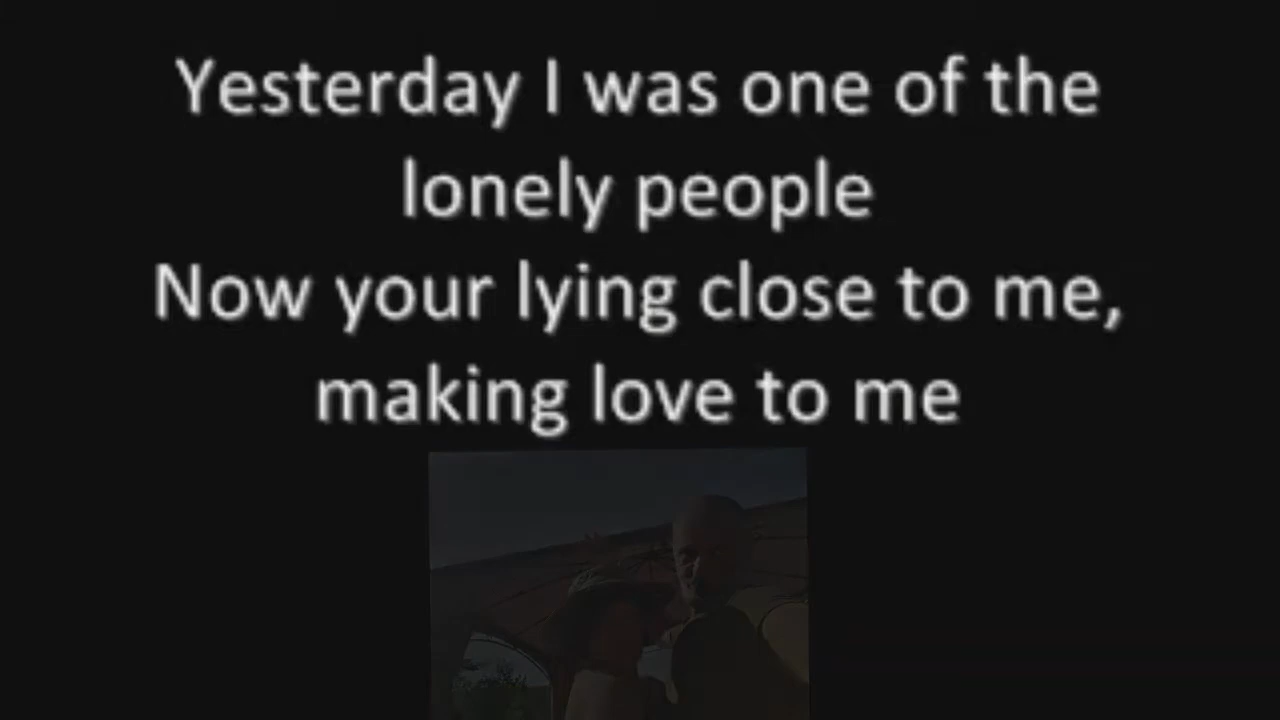 Yesterday I was one of the
lonely people
Now your lying close to me,
making love to me